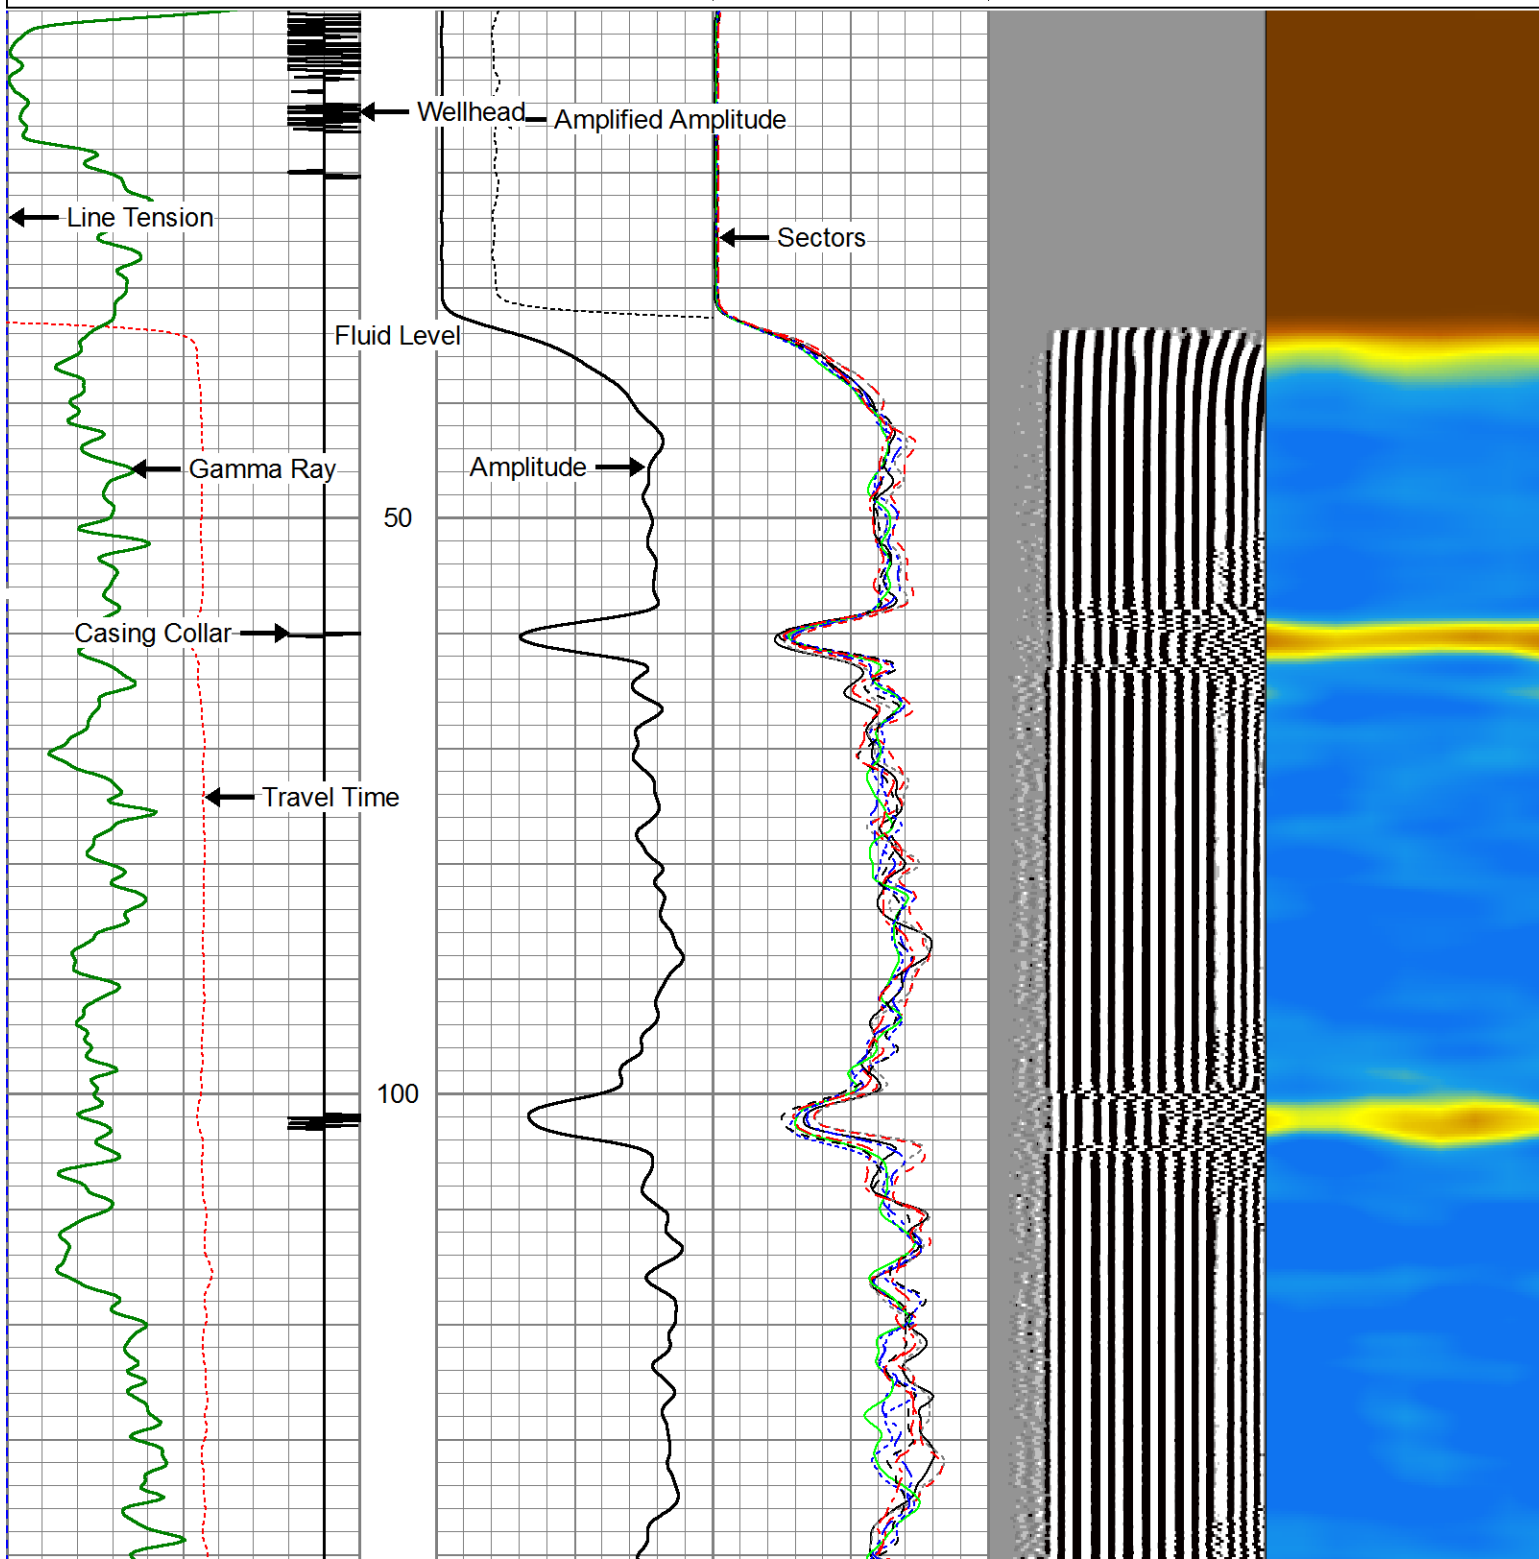 Wellhead
Amplified Amplitude
Line Tension
Sectors
Fluid Level
Gamma Ray
Amplitude
50
Casing Collar
Travel Time
100